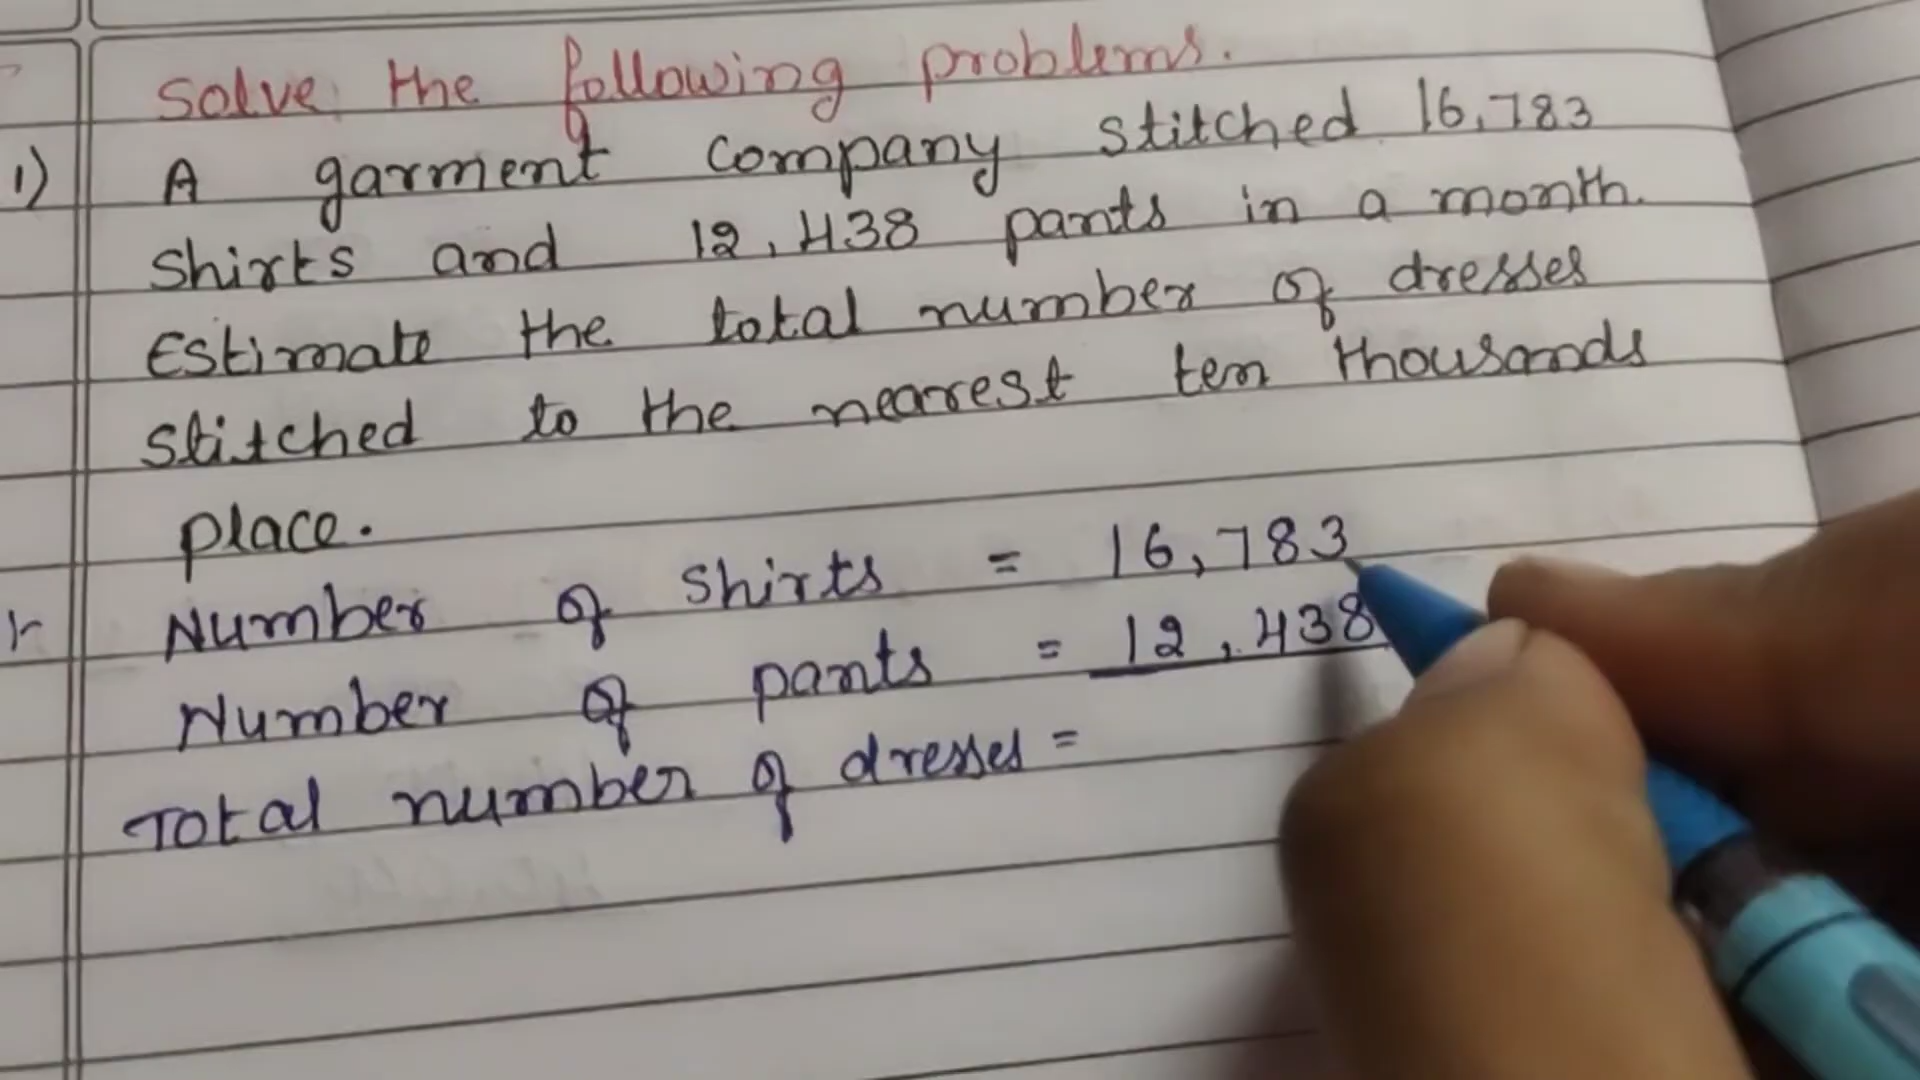 Solve the following problems.
1) A garment company stitched 16,783
shirts and 12,438 pants in a month.
Estimate the total number of dresses
stitched to the nearest ten thousands
place.
Number of shirts = 16,783
Number of pants = 12,438
Total number of dresses =